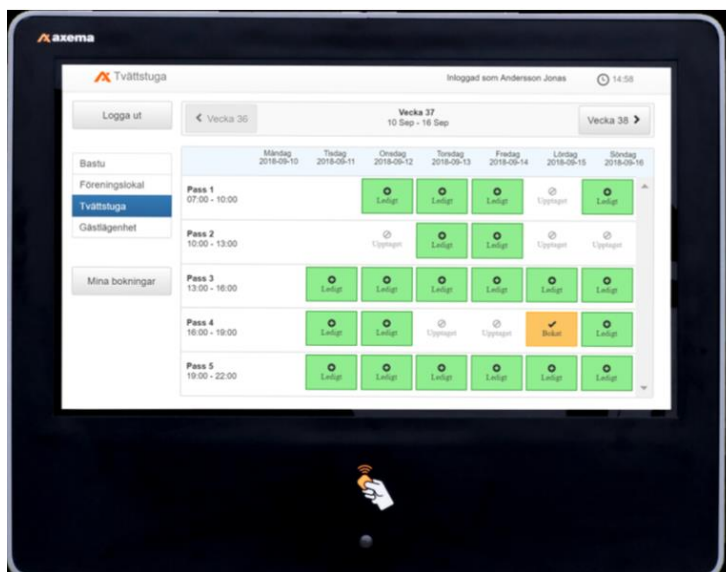 axema
Tvättstuga
Inloggad som Andersson Jonas
14:58
Logga ut
Vecka 36
Vecka 37
10 Sep - 16 Sep
Vecka 38
Måndag Tisdag Onsdag Torsdag Fredag Lördag Söndag
2018-09-10 2018-09-11 2018-09-12 2018-09-13 2018-09-14 2018-09-15 2018-09-16
Bastu
Föreningslokal
Tvättstuga
Gästlägenhet
Mina bokningar
Pass 1
07:00 - 10:00
Ledigt Ledigt Ledigt Upptaget Ledigt
Pass 2
10:00 - 13:00
Upptaget Ledigt Ledigt Upptaget Upptaget
Pass 3
13:00 - 16:00
Ledigt Ledigt Ledigt Ledigt Ledigt Ledigt
Pass 4
16:00 - 19:00
Ledigt Ledigt Upptaget Upptaget Bokat Ledigt
Pass 5
19:00 - 22:00
Ledigt Ledigt Ledigt Ledigt Ledigt Ledigt